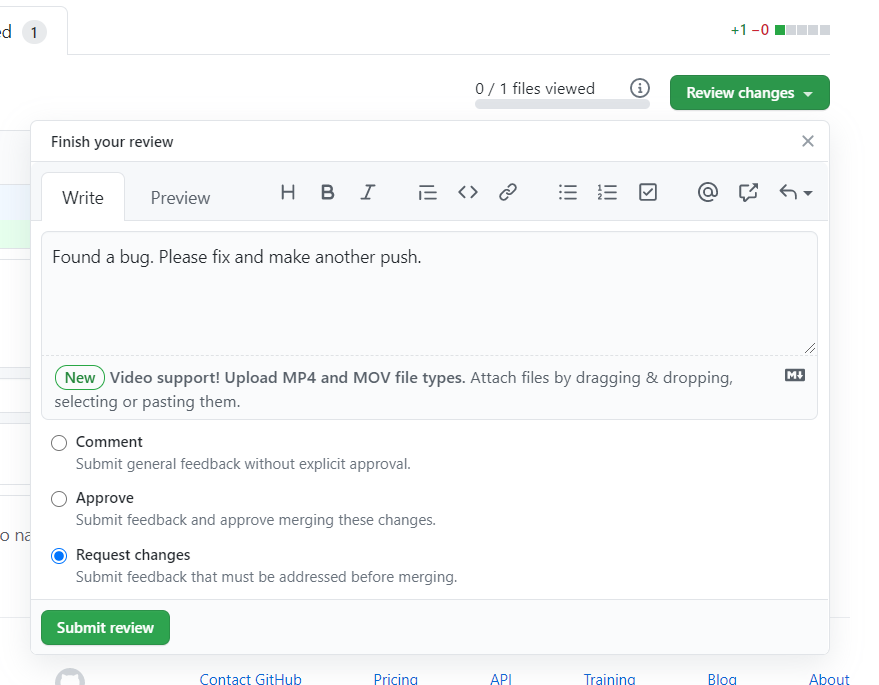 1
+1 −0
0 / 1 files viewed
Review changes
Finish your review
Write
Preview
Found a bug. Please fix and make another push.
New Video support! Upload MP4 and MOV file types. Attach files by dragging & dropping,
selecting or pasting them.
Comment
Submit general feedback without explicit approval.
Approve
Submit feedback and approve merging these changes.
Request changes
Submit feedback that must be addressed before merging.
Submit review
Contact GitHub
Pricing
API
Training
Blog
About